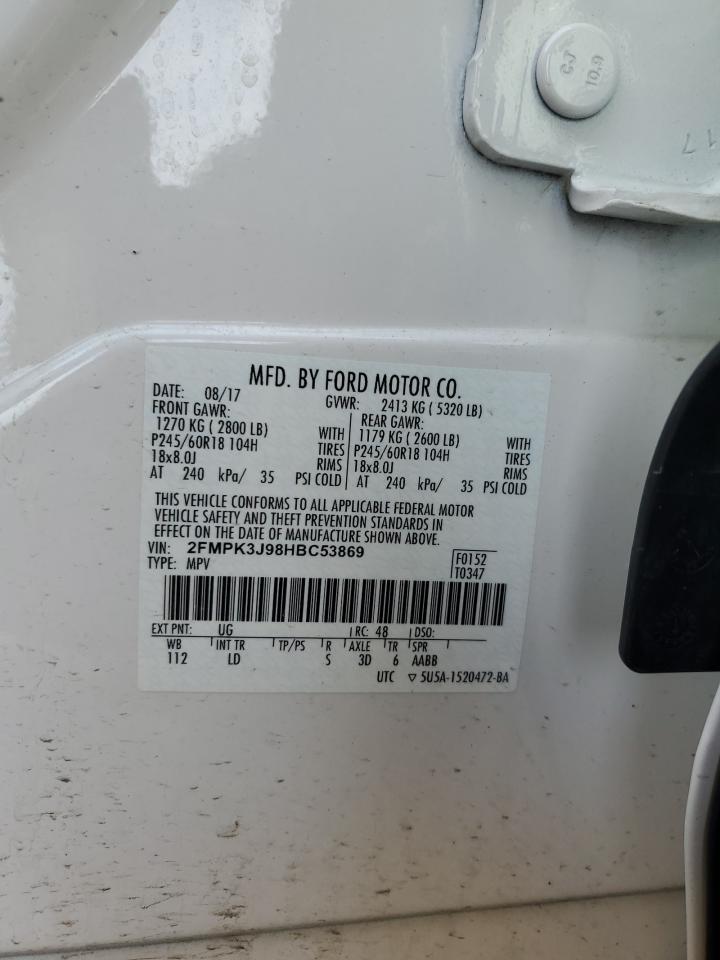 CJ
10.9
17
MFD. BY FORD MOTOR CO.
DATE: 08/17 GVWR: 2413 KG ( 5320 LB)
FRONT GAWR: REAR GAWR:
1270 KG ( 2800 LB) WITH 1179 KG ( 2600 LB) WITH
P245/60R18 104H TIRES P245/60R18 104H TIRES
18x8.0J RIMS 18x8.0J RIMS
AT 240 kPa/ 35 PSI COLD AT 240 kPa/ 35 PSI COLD
THIS VEHICLE CONFORMS TO ALL APPLICABLE FEDERAL MOTOR
VEHICLE SAFETY AND THEFT PREVENTION STANDARDS IN
EFFECT ON THE DATE OF MANUFACTURE SHOWN ABOVE.
VIN: 2FMPK3J98HBC53869 F0152
TYPE: MPV T0347
EXT PNT: UG RC: 48 DSO:
WB INT TR TP/PS R AXLE TR SPR
112 LD S 3D 6 AABB
UTC ▽ 5U5A-1520472-BA